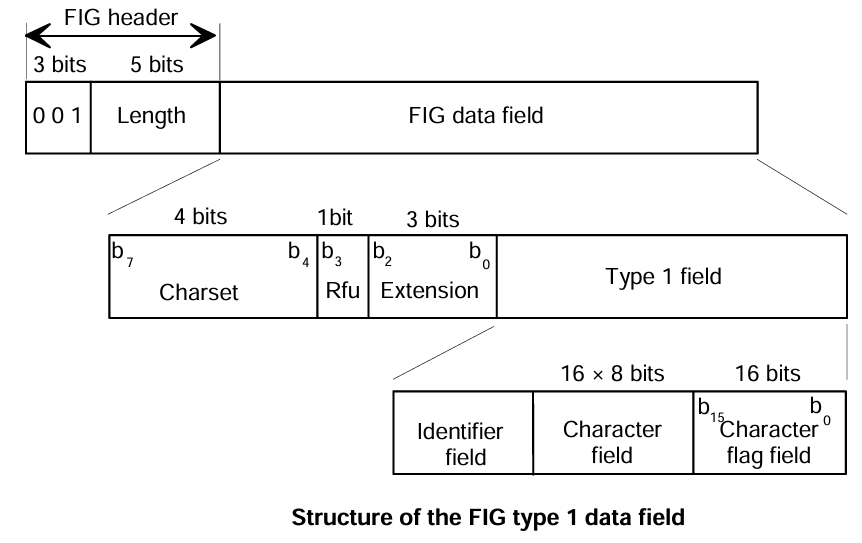 FIG header
3 bits 5 bits
0 0 1 Length FIG data field
4 bits 1bit 3 bits
b7 b4 b3 b2 b0
Charset Rfu Extension Type 1 field
16 × 8 bits 16 bits
b15 b0
Identifier field Character field Character flag field
Structure of the FIG type 1 data field